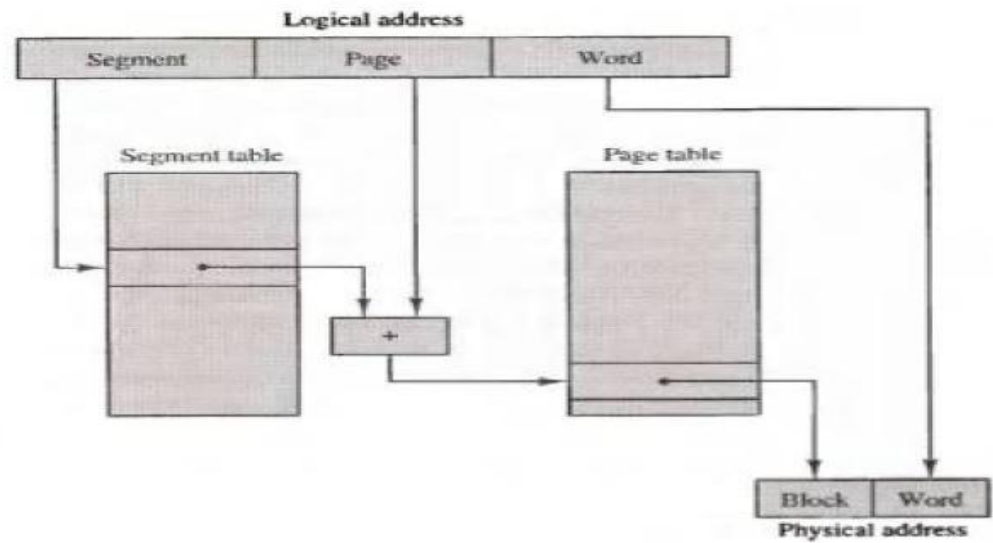 Logical address
Segment Page Word
Segment table
Page table
+
Block Word
Physical address